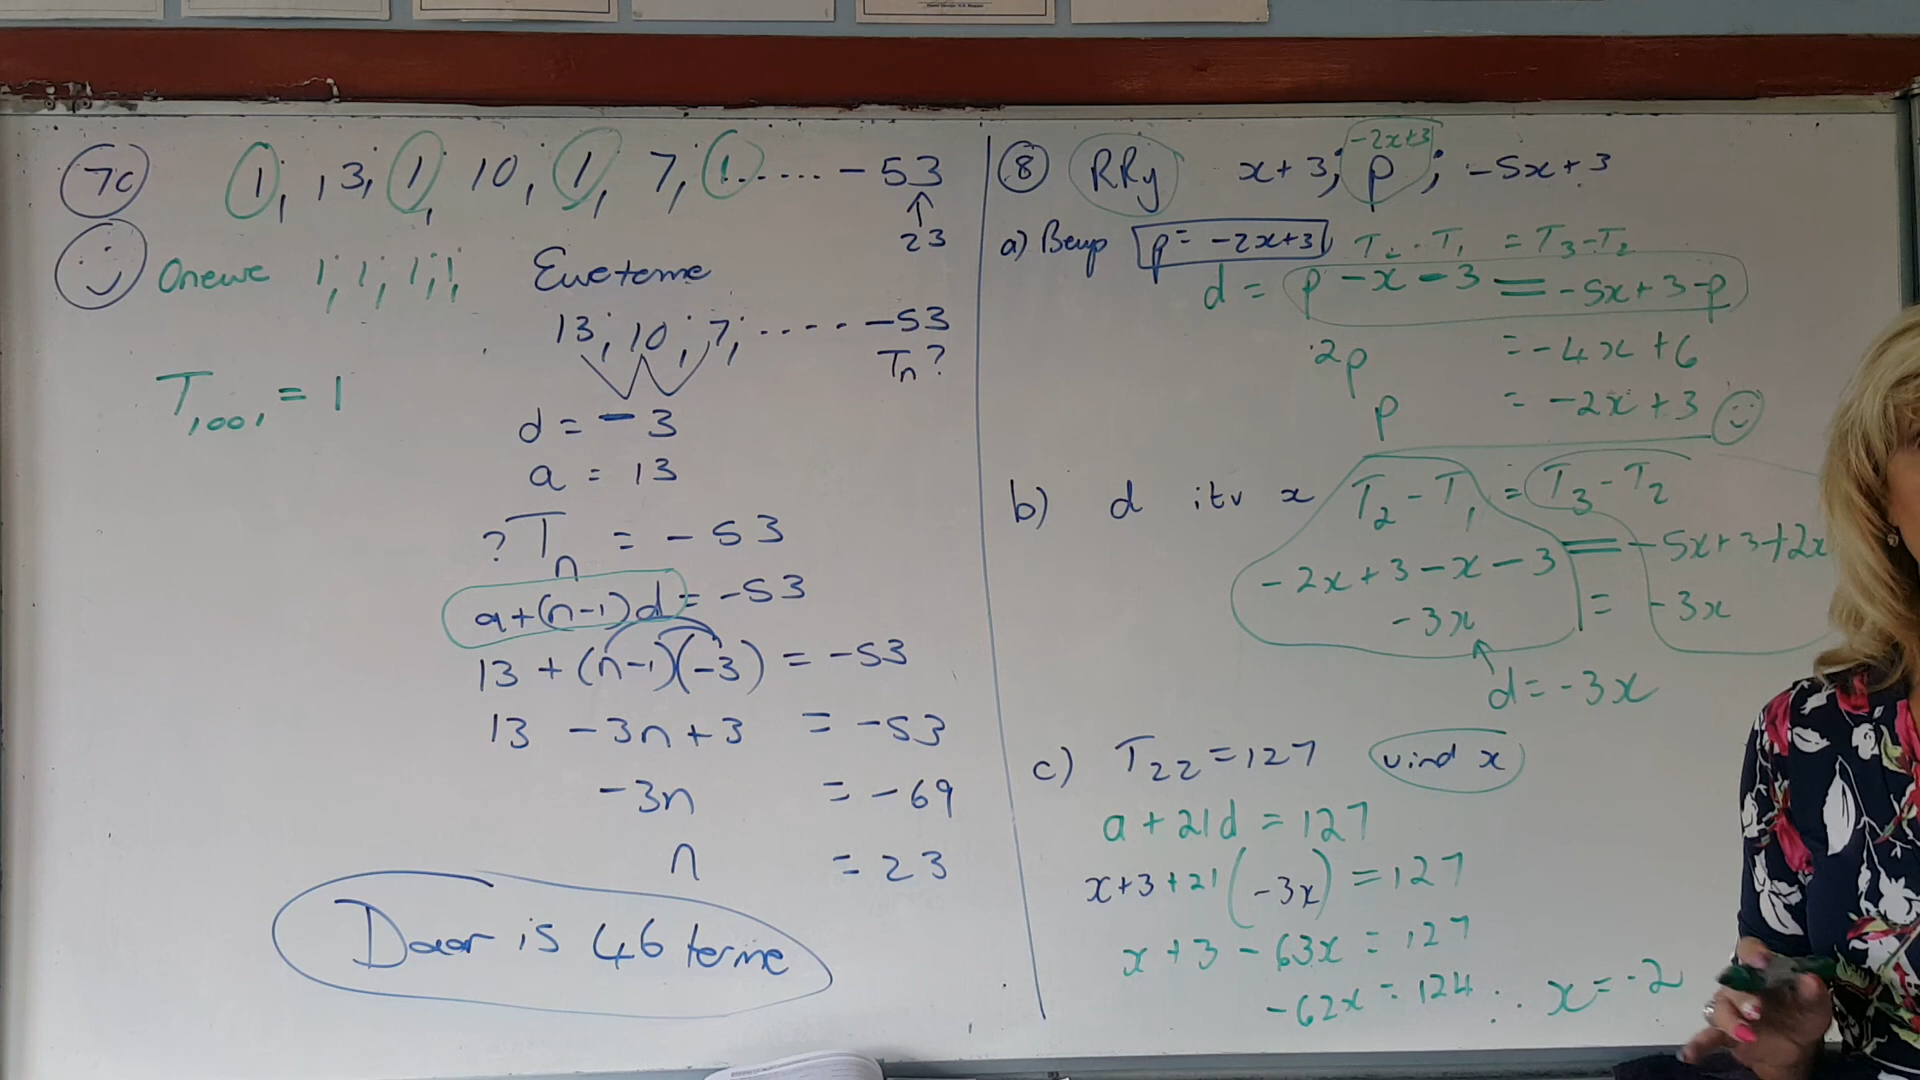 7c 1; 13; 1; 10; 1; 7; 1...... -53
↑
23
Onewe 1; 1; 1; 1; Ewe terme
13; 10; 7; ..... -53
Tn?
T1001 = 1
d = -3
a = 13
? Tn = -53
a+(n-1)d = -53
13 + (n-1)(-3) = -53
13 -3n+3 = -53
-3n = -69
n = 23
Daar is 46 terme
8 RRy x+3; p; -5x+3
-2x+3
a) Bewp p = -2x+3 T2 - T1 = T3 - T2
d = p - x - 3 = -5x+3-p
2p = -4x+6
p = -2x+3
b) d itv x T2 - T1 = T3 - T2
-2x+3-x-3 = -5x+3+2x
-3x = -3x
d = -3x
c) T22 = 127 vind x
a + 21d = 127
x+3+21(-3x) = 127
x+3-63x = 127
-62x = 124 ∴ x = -2